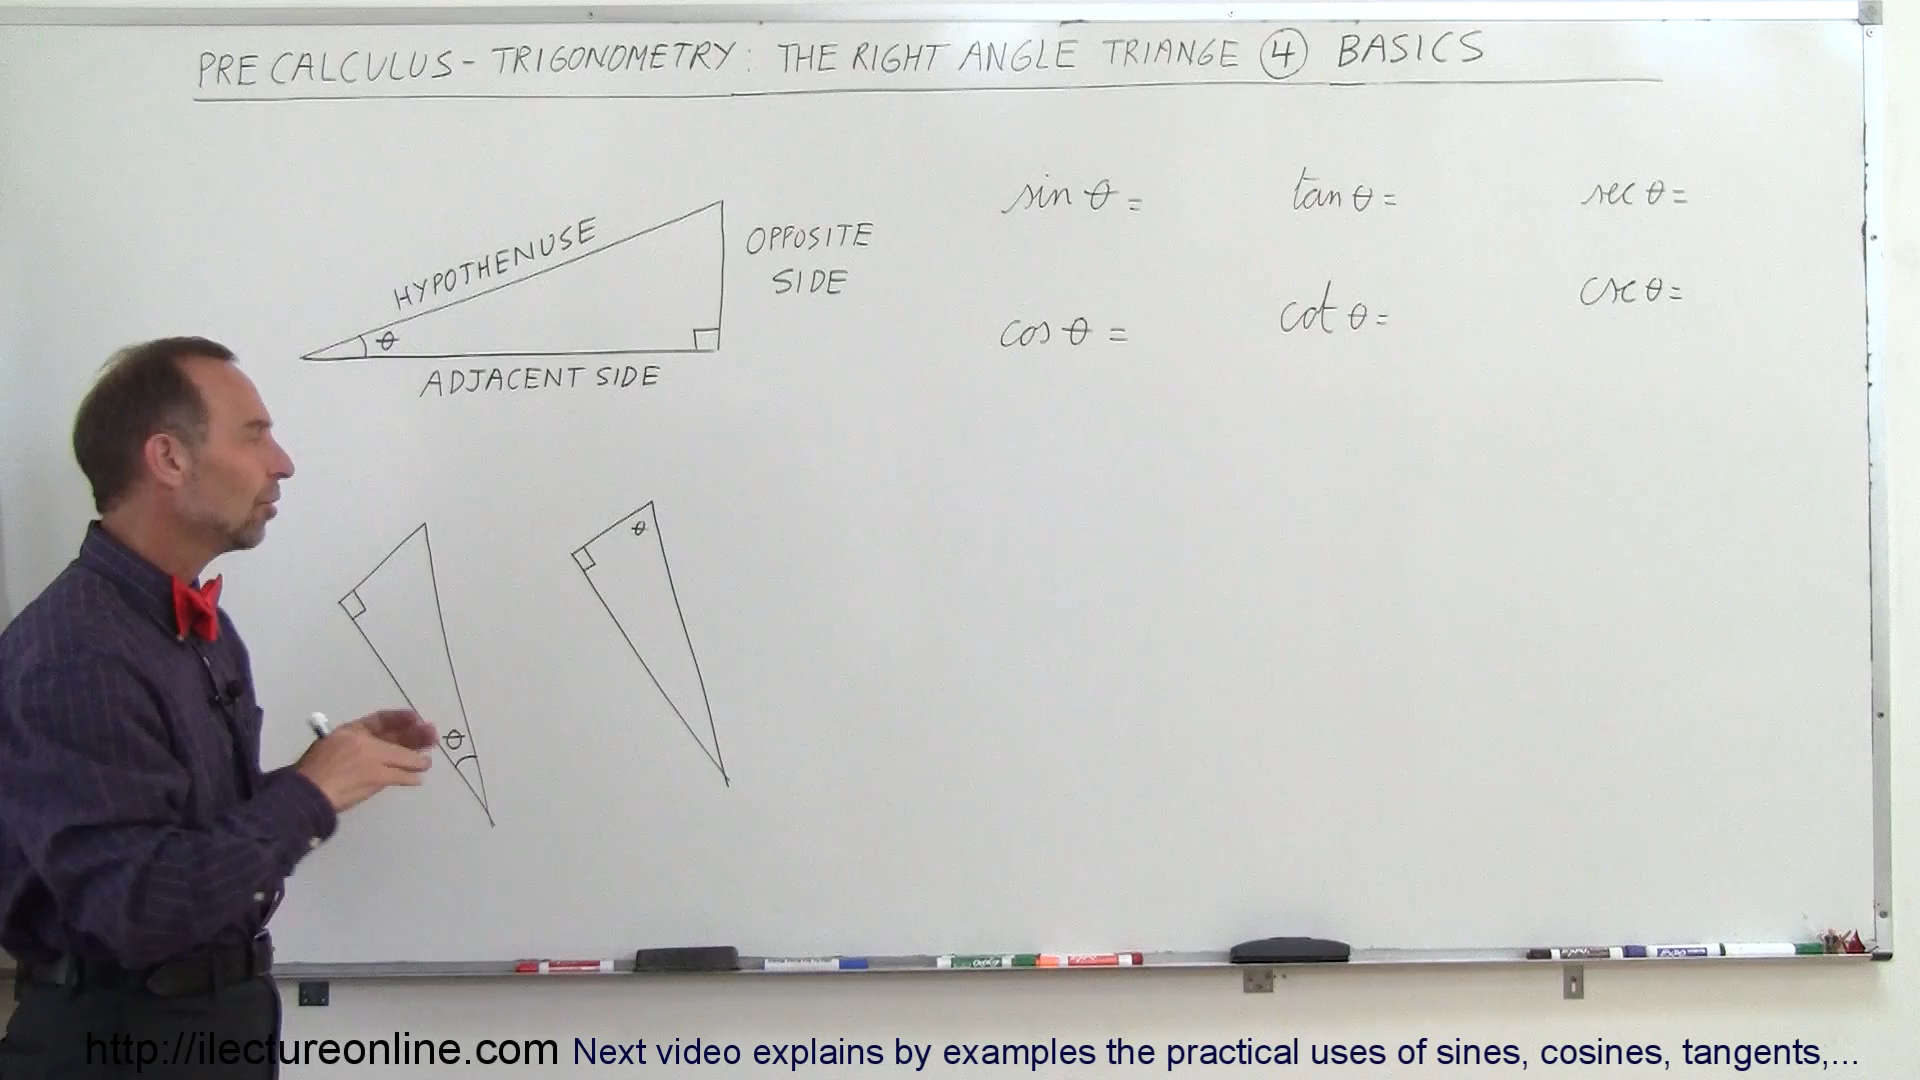 PRE CALCULUS - TRIGONOMETRY: THE RIGHT ANGLE TRIANGE ④ BASICS
HYPOTHENUSE
OPPOSITE
SIDE
θ
ADJACENT SIDE
sin θ =
tan θ =
sec θ =
cos θ =
cot θ =
csc θ =
θ
θ
EXPO
http://ilectureonline.com Next video explains by examples the practical uses of sines, cosines, tangents,...